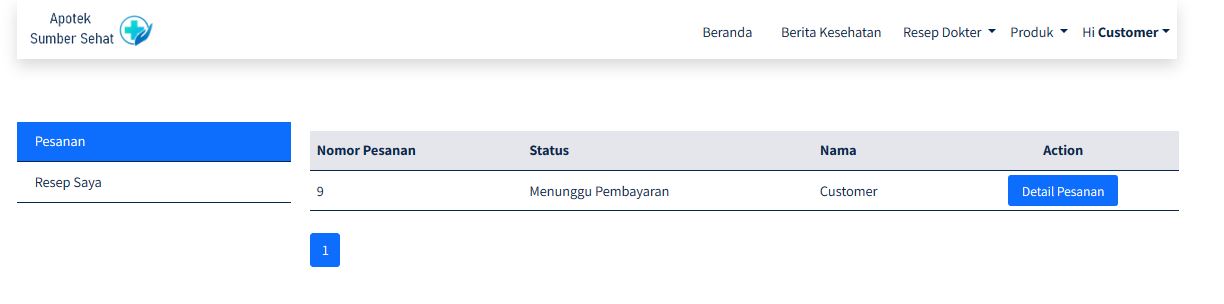 Apotek
Sumber Sehat
Beranda Berita Kesehatan Resep Dokter Produk Hi Customer
Pesanan
Resep Saya
Nomor Pesanan Status Nama Action
9 Menunggu Pembayaran Customer Detail Pesanan
1